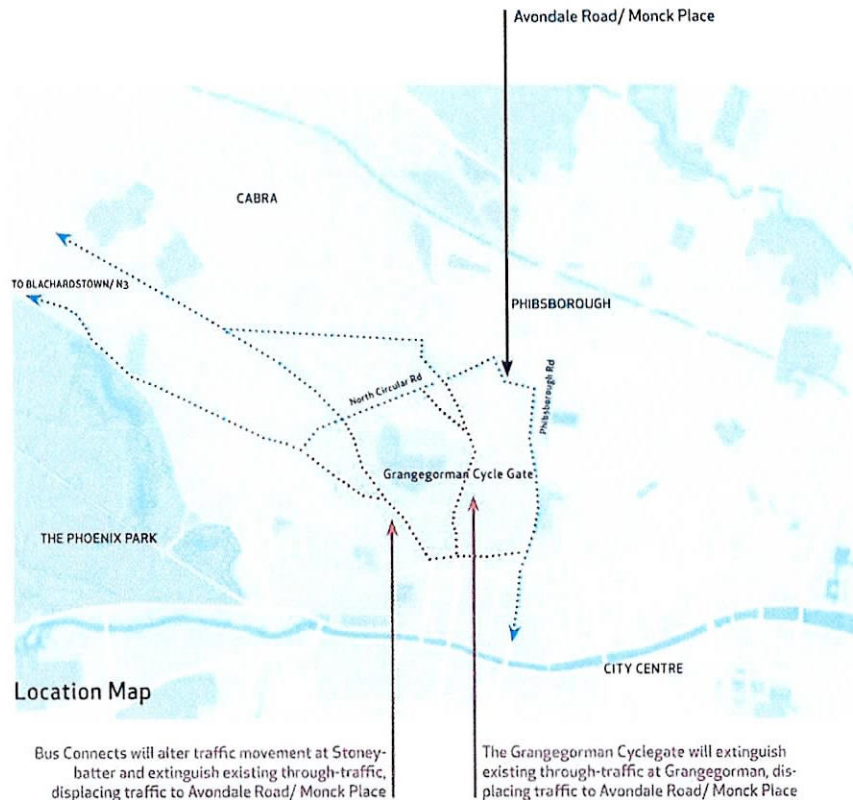 Avondale Road/ Monck Place
CABRA
TO BLACHARDSTOWN/ N3
PHIBSBOROUGH
North Circular Rd
Phibsborough Rd
Grangegorman Cycle Gate
THE PHOENIX PARK
CITY CENTRE
Location Map
Bus Connects will alter traffic movement at Stoney-
batter and extinguish existing through-traffic,
displacing traffic to Avondale Road/ Monck Place
The Grangegorman Cyclegate will extinguish
existing through-traffic at Grangegorman, dis-
placing traffic to Avondale Road/ Monck Place